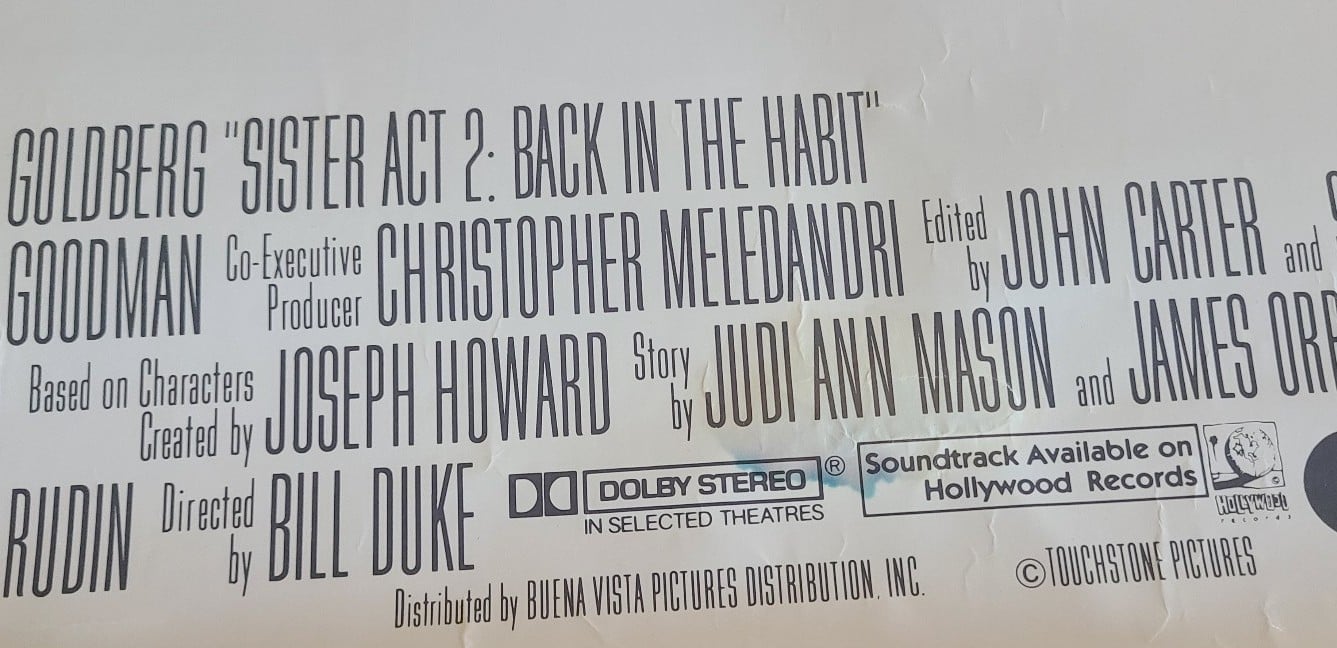 GOLDBERG "SISTER ACT 2: BACK IN THE HABIT"
GOODMAN Co-Executive Producer CHRISTOPHER MELEDANDRI Edited by JOHN CARTER and
Based on Characters Created by JOSEPH HOWARD Story by JUDI ANN MASON and JAMES
RUDIN Directed by BILL DUKE DOLBY STEREO ® Soundtrack Available on
IN SELECTED THEATRES Hollywood Records HOLLYWOOD records
Distributed by BUENA VISTA PICTURES DISTRIBUTION, INC. © TOUCHSTONE PICTURES